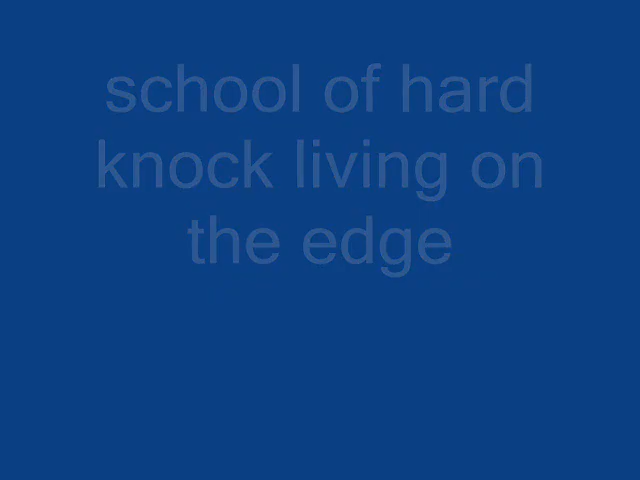 school of hard
knock living on
the edge